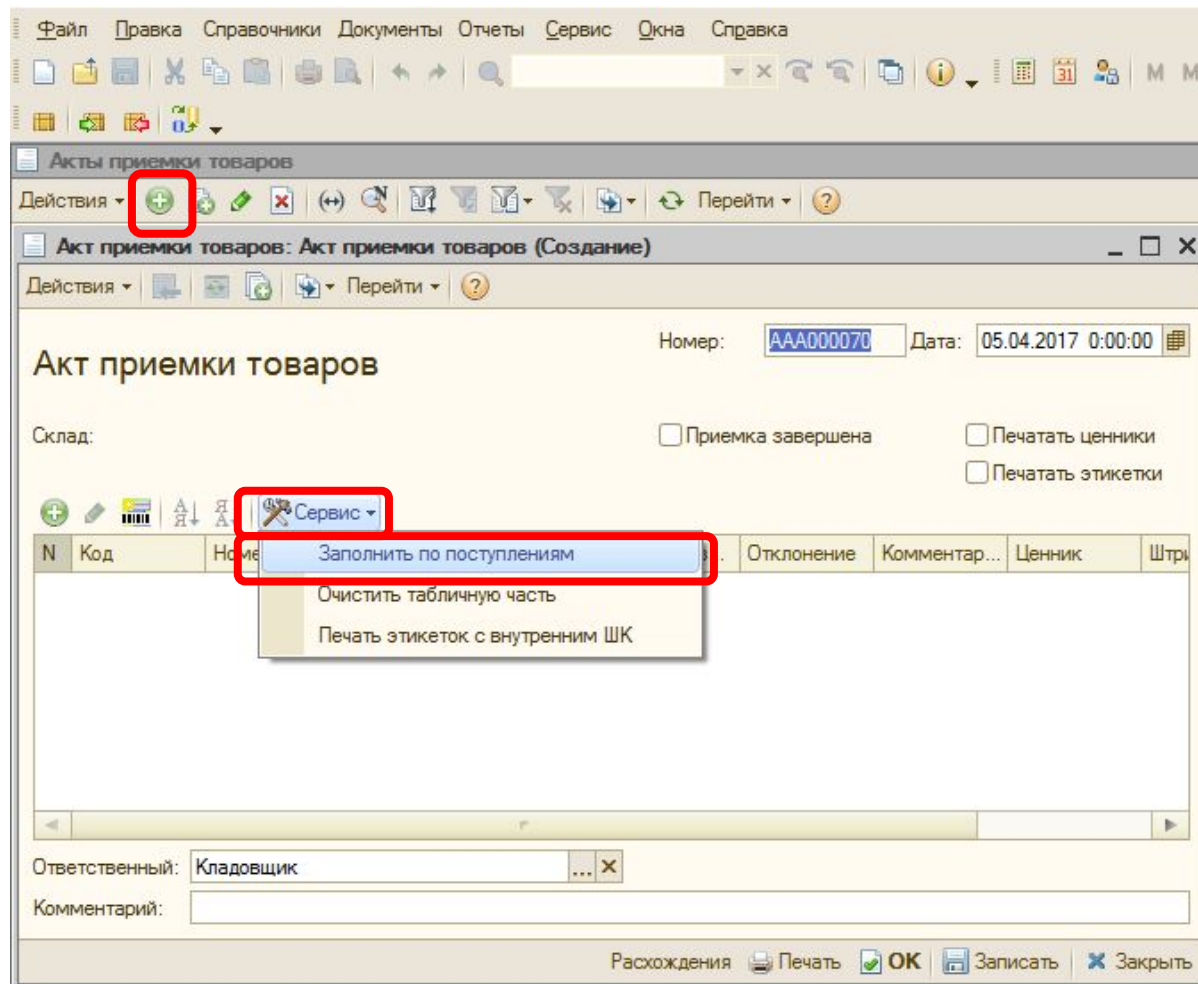 Файл Правка Справочники Документы Отчеты Сервис Окна Справка
31 М М
Акты приемки товаров
Действия Перейти
Акт приемки товаров: Акт приемки товаров (Создание)
Действия Перейти
Номер: ААА000070 Дата: 05.04.2017 0:00:00
Акт приемки товаров
Склад: Приемка завершена Печатать ценники
Печатать этикетки
Сервис
N Код Номе Отклонение Комментар... Ценник Штри
Заполнить по поступлениям
Очистить табличную часть
Печать этикеток с внутренним ШК
Ответственный: Кладовщик ...
Комментарий:
Расхождения Печать OK Записать Закрыть